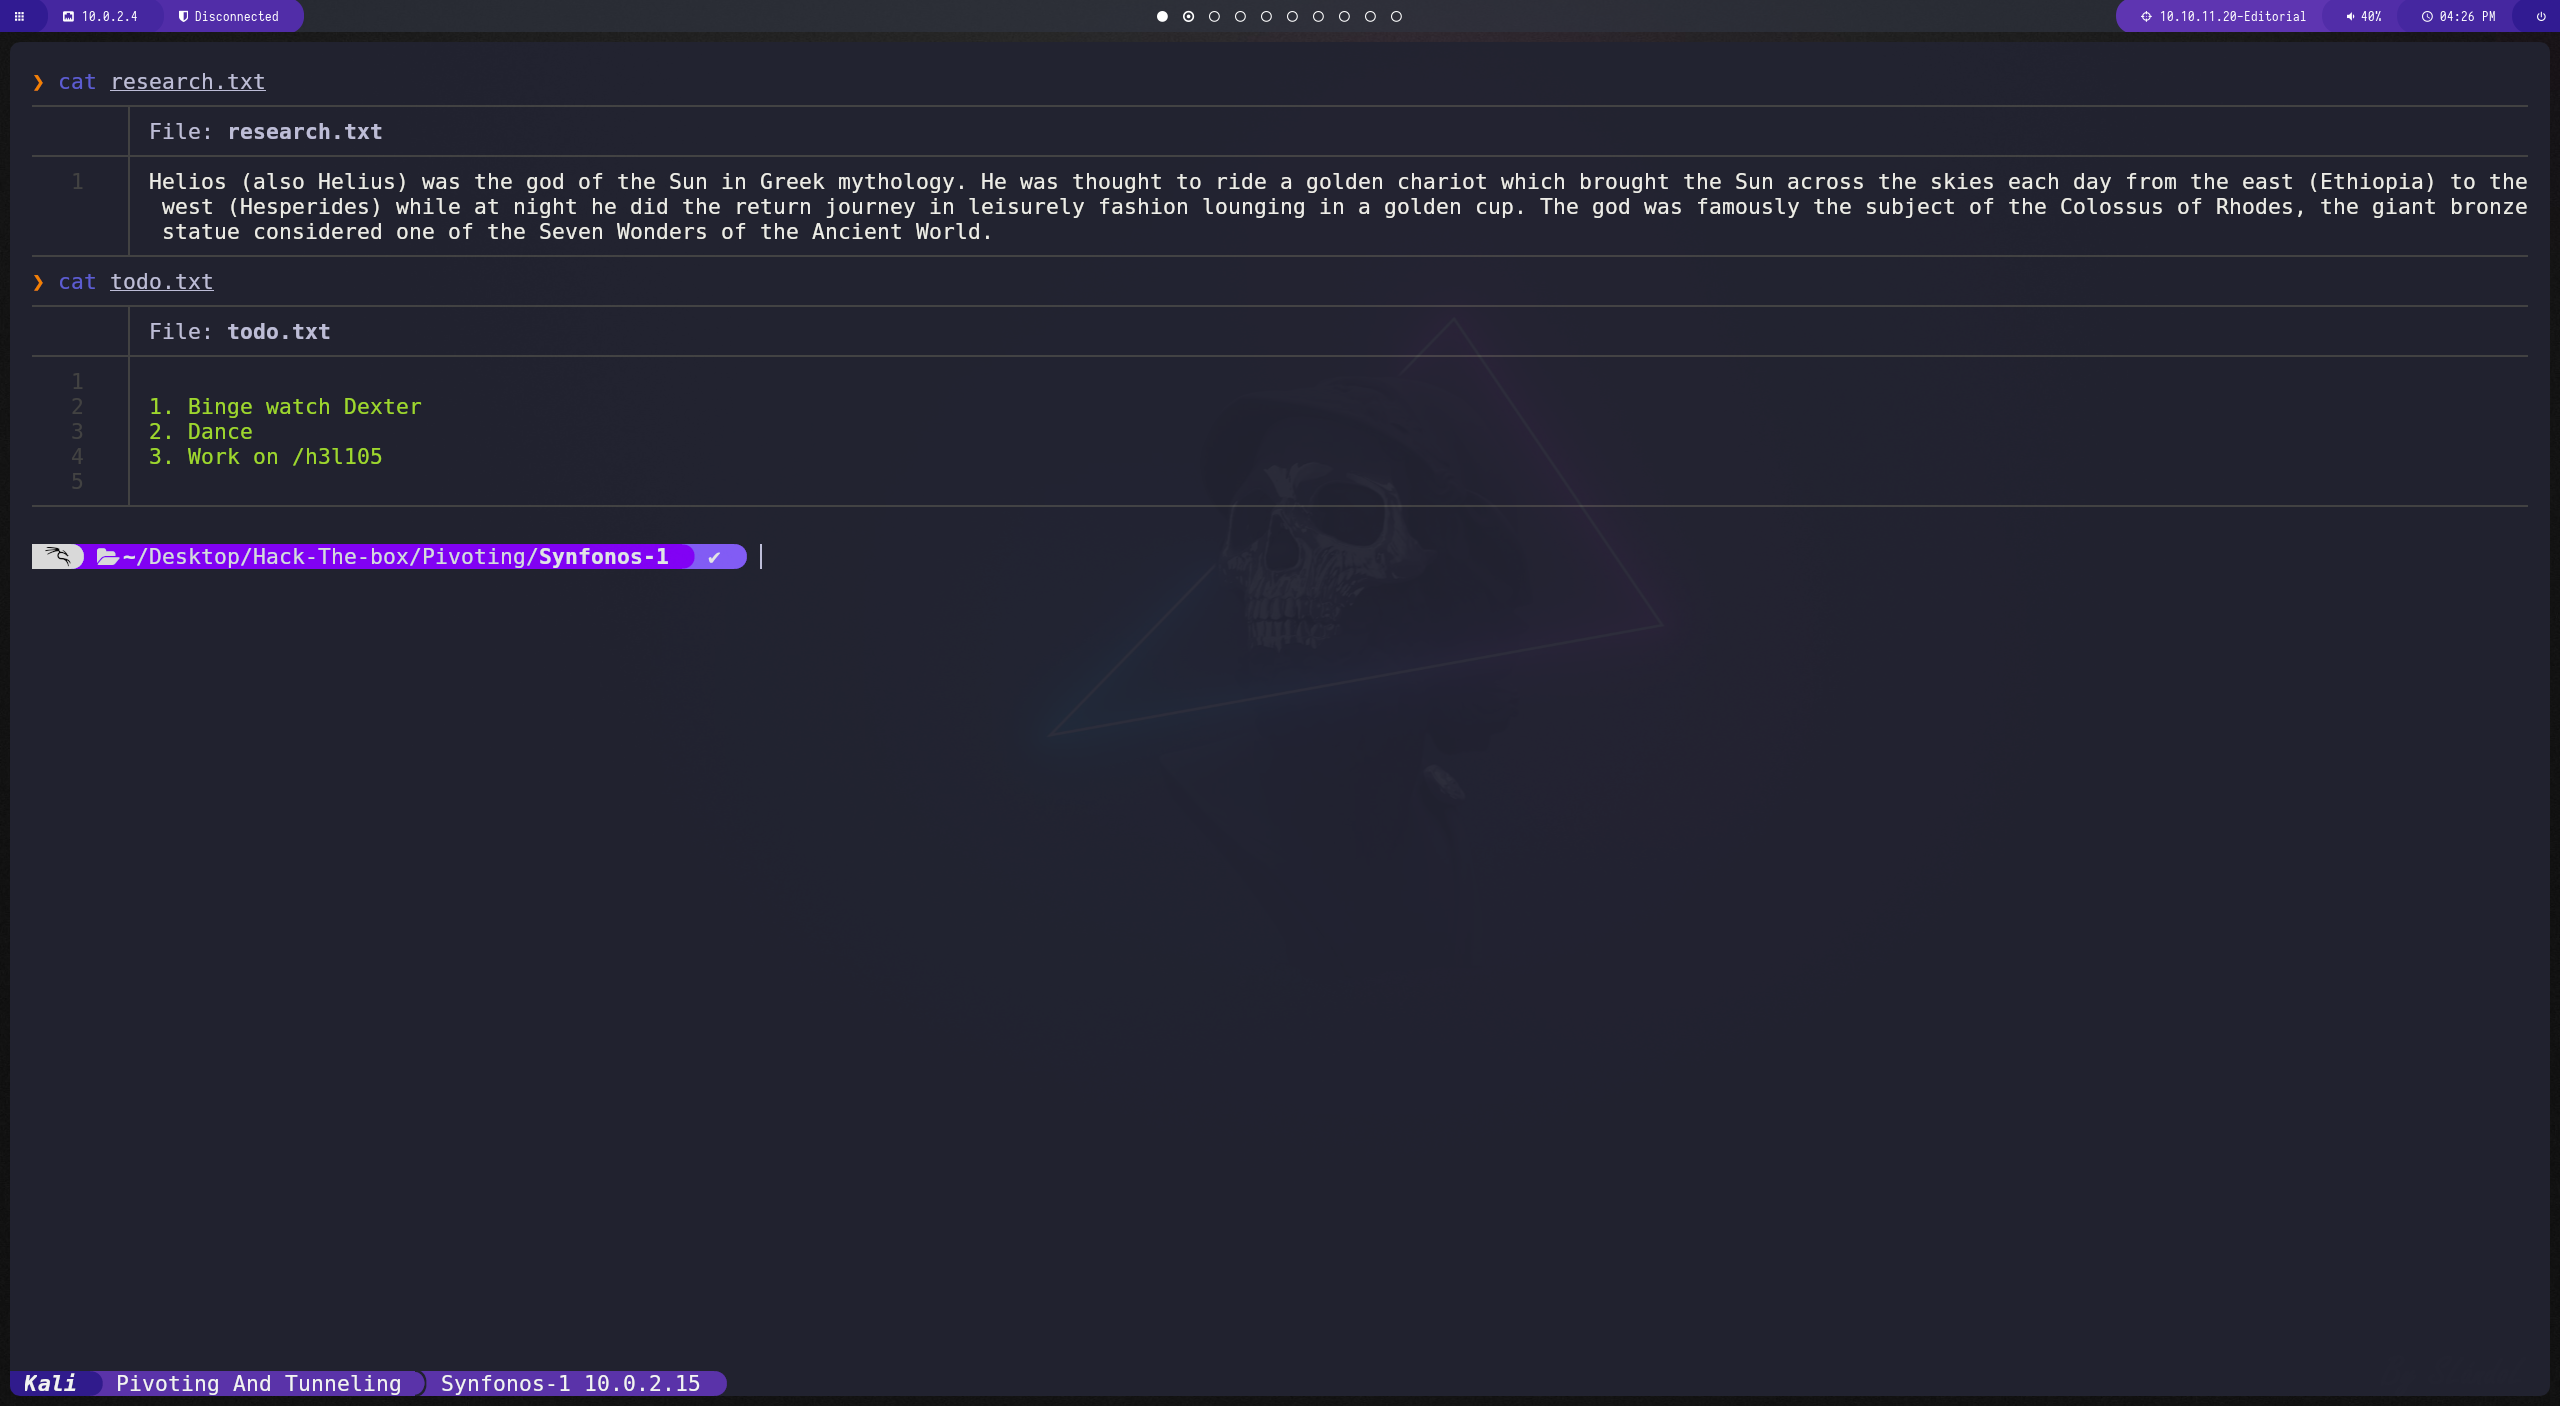 10.0.2.4 Disconnected 10.10.11.20-Editorial 40% 04:26 PM
❯ cat research.txt
File: research.txt
1 Helios (also Helius) was the god of the Sun in Greek mythology. He was thought to ride a golden chariot which brought the Sun across the skies each day from the east (Ethiopia) to the
west (Hesperides) while at night he did the return journey in leisurely fashion lounging in a golden cup. The god was famously the subject of the Colossus of Rhodes, the giant bronze
statue considered one of the Seven Wonders of the Ancient World.
❯ cat todo.txt
File: todo.txt
1
2 1. Binge watch Dexter
3 2. Dance
4 3. Work on /h3l105
5
~/Desktop/Hack-The-box/Pivoting/Synfonos-1 ✔
Kali Pivoting And Tunneling Synfonos-1 10.0.2.15